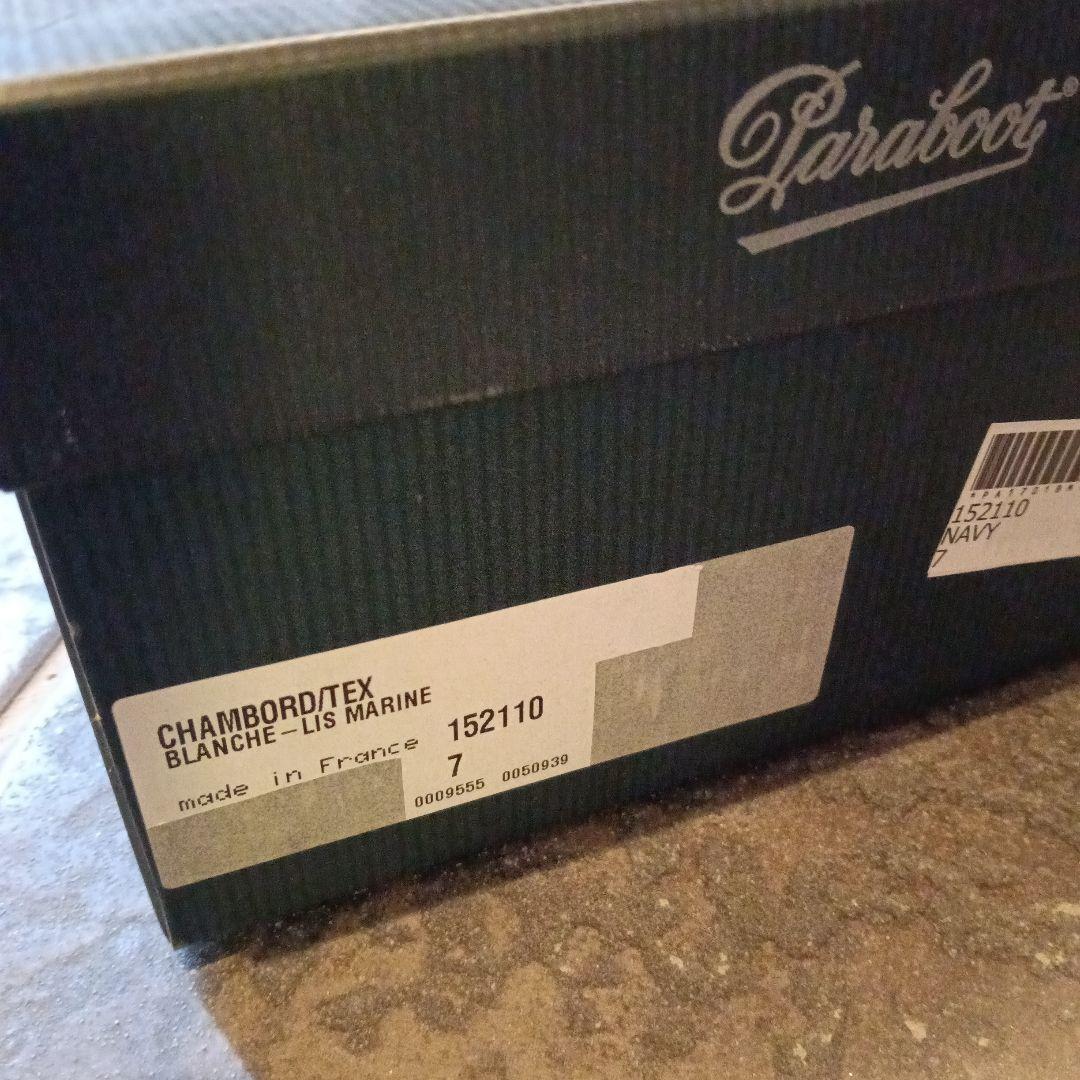 Paraboot®
152110
NAVY
7
CHAMBORD/TEX
BLANCHE–LIS MARINE
made in France
152110
7
0009555 0050939